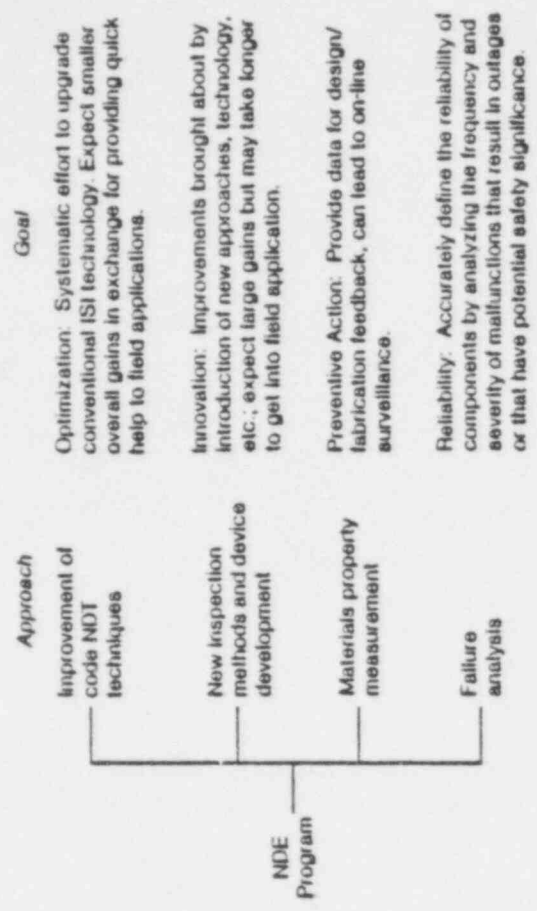 Approach
Goal
NDE
Program
Improvement of
code NDT
techniques
Optimization: Systematic effort to upgrade
conventional ISI technology. Expect smaller
overall gains in exchange for providing quick
help to field applications.
New inspection
methods and device
development
Innovation: Improvements brought about by
introduction of new approaches, technology,
etc.; expect large gains but may take longer
to get into field application.
Materials property
measurement
Preventive Action: Provide data for design/
fabrication feedback, can lead to on-line
surveillance.
Failure
analysis
Reliability: Accurately define the reliability of
components by analyzing the frequency and
severity of malfunctions that result in outages
or that have potential safety significance.